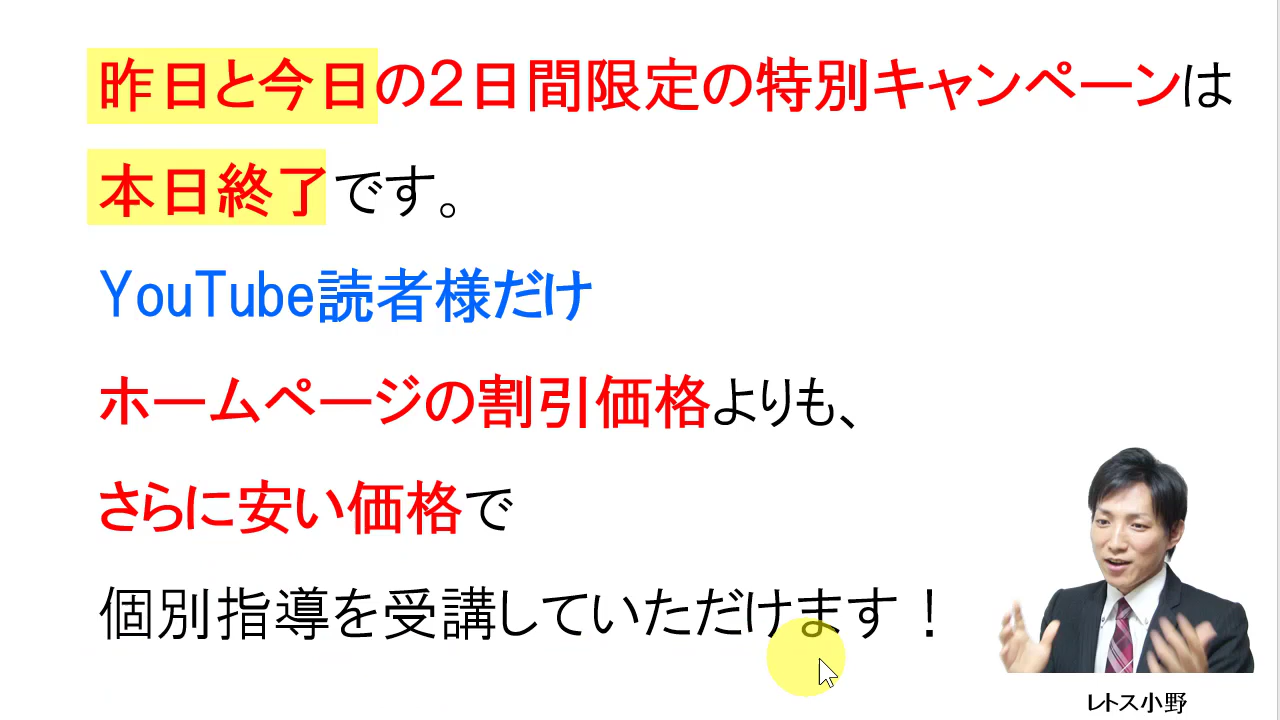 昨日と今日の２日間限定の特別キャンペーンは
本日終了です。
YouTube読者様だけ
ホームページの割引価格よりも、
さらに安い価格で
個別指導を受講していただけます！
レトス小野